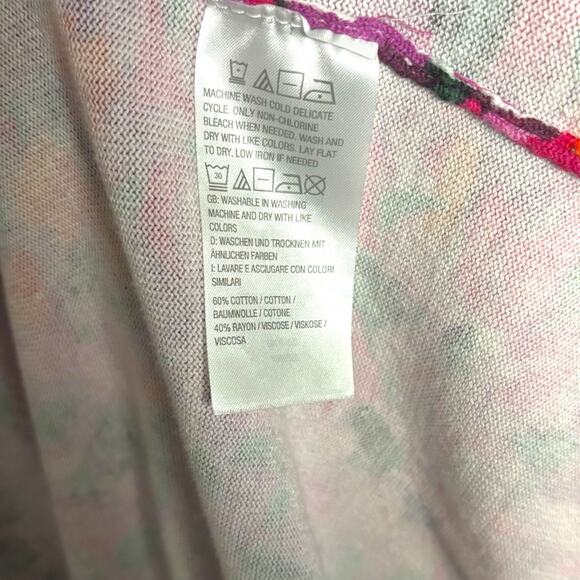 MACHINE WASH COLD DELICATE
CYCLE. ONLY NON-CHLORINE
BLEACH WHEN NEEDED. WASH AND
DRY WITH LIKE COLORS. LAY FLAT
TO DRY. LOW IRON IF NEEDED
30
GB: WASHABLE IN WASHING
MACHINE AND DRY WITH LIKE
COLORS
D: WASCHEN UND TROCKNEN MIT
ÄHNLICHEN FARBEN
I: LAVARE E ASCIUGARE CON COLORI
SIMILARI
60% COTTON / COTTON /
BAUMWOLLE / COTONE
40% RAYON / VISCOSE / VISKOSE /
VISCOSA